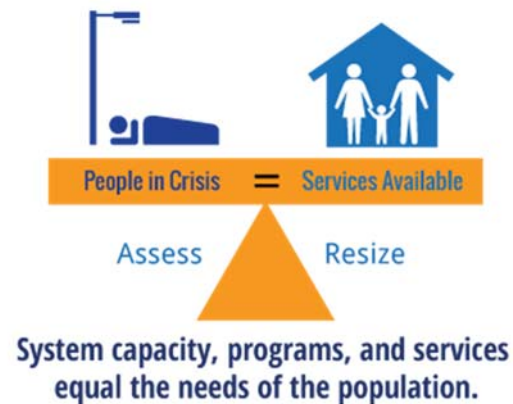 People in Crisis = Services Available
Assess Resize
System capacity, programs, and services
equal the needs of the population.